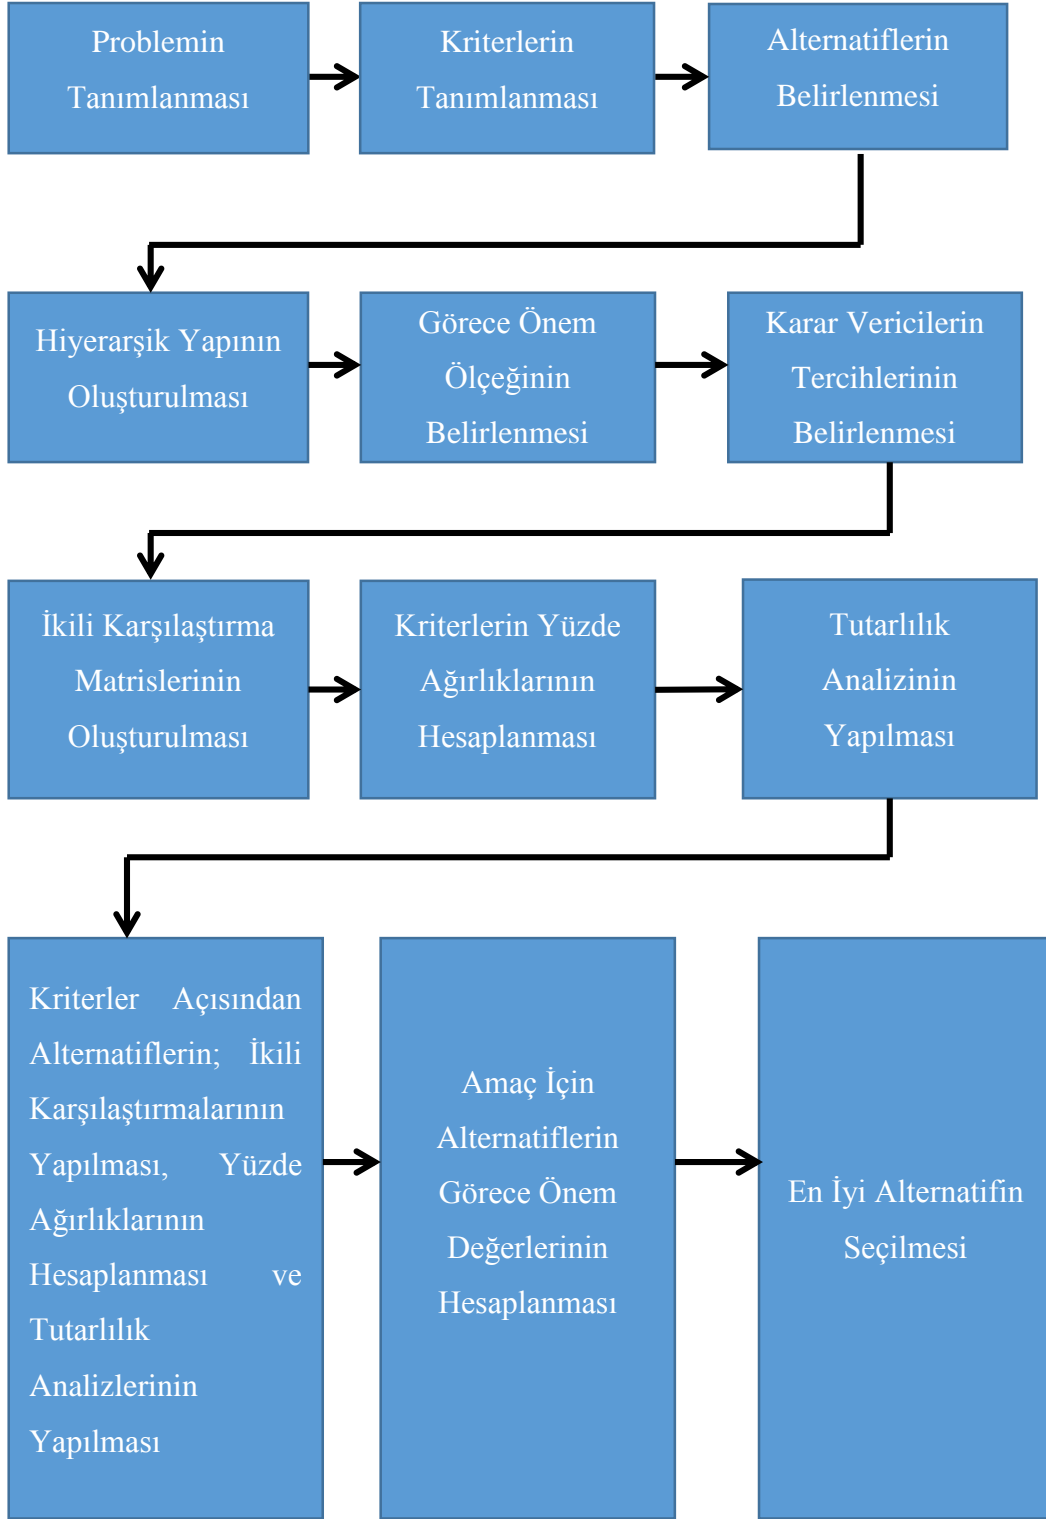 Problemin
Tanımlanması
Kriterlerin
Tanımlanması
Alternatiflerin
Belirlenmesi
Hiyerarşik Yapının
Oluşturulması
Görece Önem
Ölçeğinin
Belirlenmesi
Karar Vericilerin
Tercihlerinin
Belirlenmesi
İkili Karşılaştırma
Matrislerinin
Oluşturulması
Kriterlerin Yüzde
Ağırlıklarının
Hesaplanması
Tutarlılık
Analizinin
Yapılması
Kriterler Açısından
Alternatiflerin; İkili
Karşılaştırmalarının
Yapılması, Yüzde
Ağırlıklarının
Hesaplanması ve
Tutarlılık
Analizlerinin
Yapılması
Amaç İçin
Alternatiflerin
Görece Önem
Değerlerinin
Hesaplanması
En İyi Alternatifin
Seçilmesi